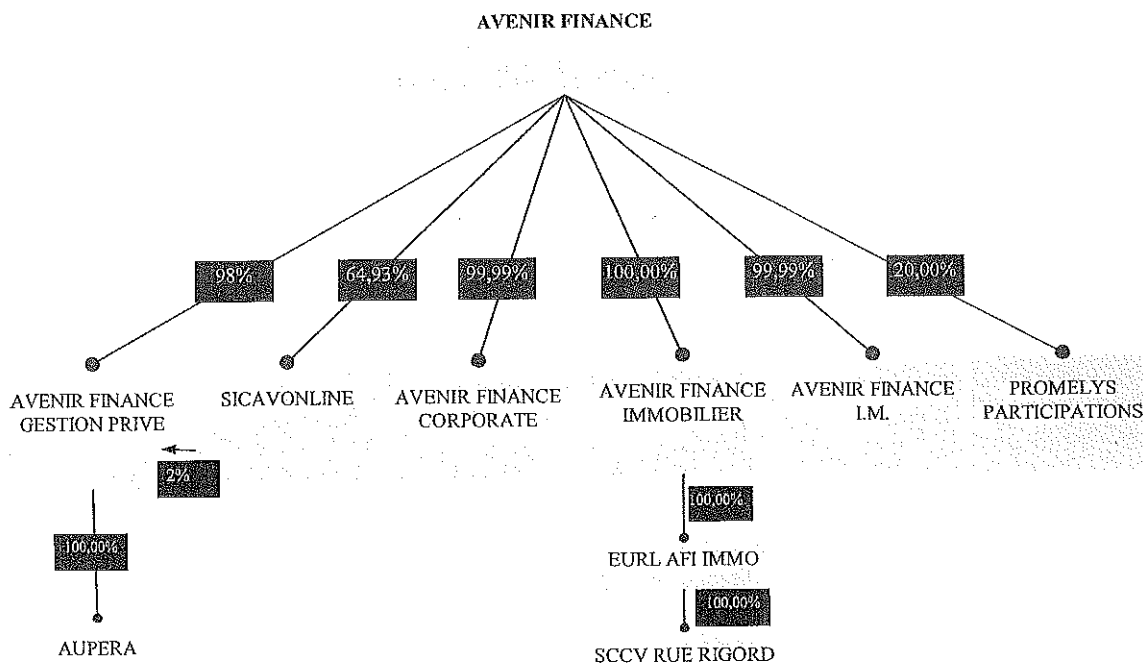 AVENIR FINANCE
98%
64,93%
99,99%
100,00%
99,99%
20,00%
AVENIR FINANCE
GESTION PRIVE
SICAVONLINE
AVENIR FINANCE
CORPORATE
AVENIR FINANCE
IMMOBILIER
AVENIR FINANCE
I.M.
PROMELYS
PARTICIPATIONS
2%
100,00%
100,00%
EURL AFI IMMO
100,00%
AUPERA
SCCV RUE RIGORD